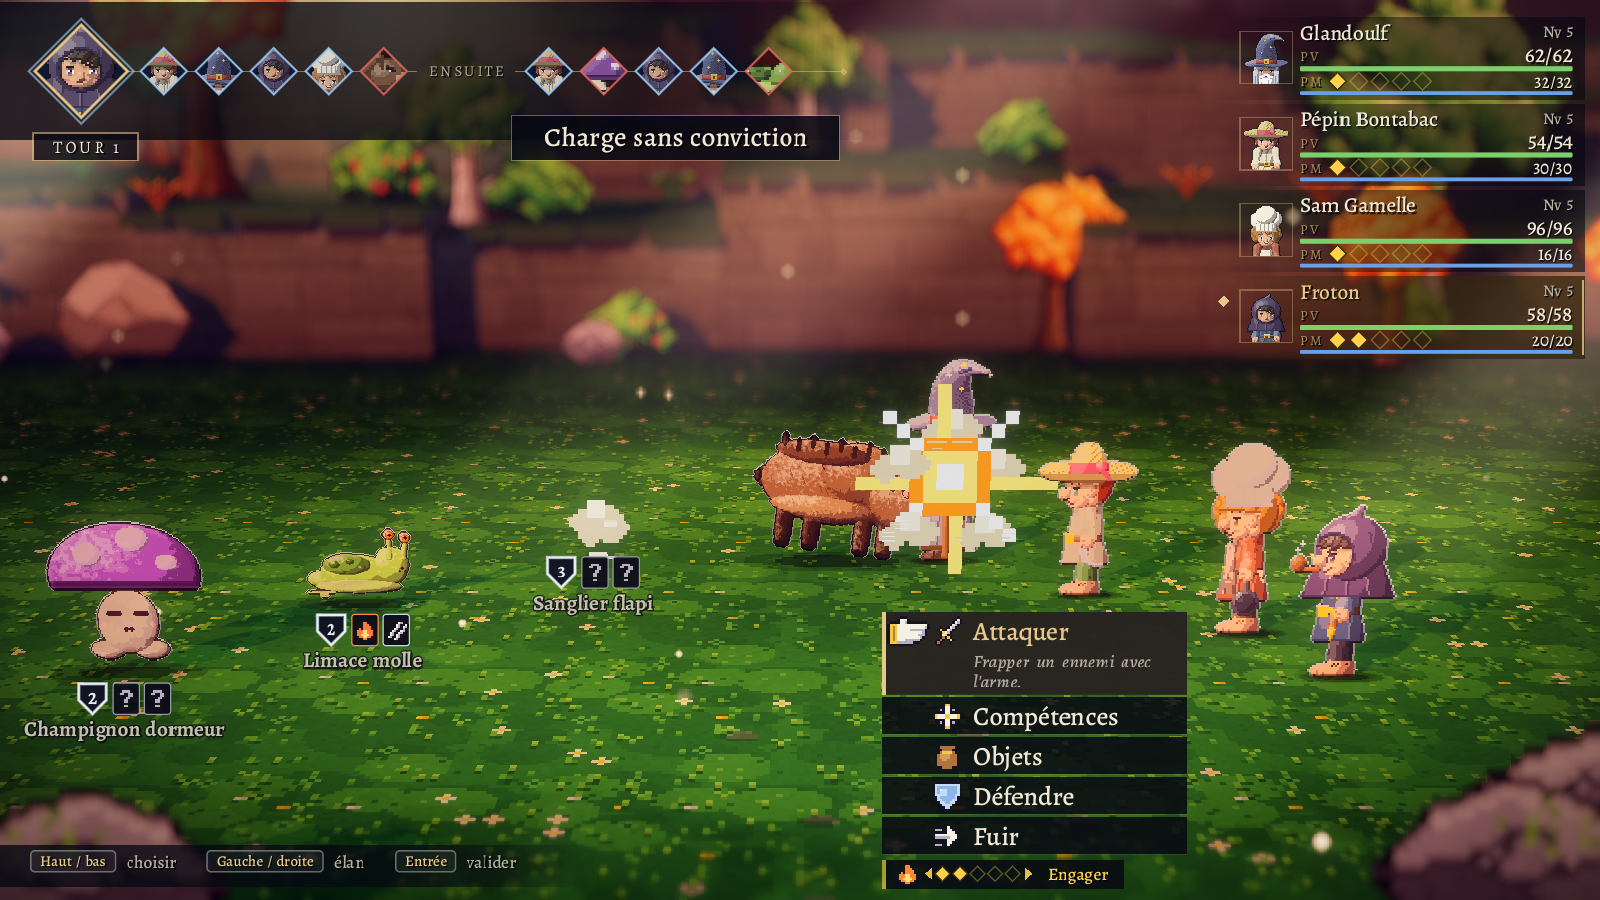 ENSUITE
TOUR 1
Charge sans conviction
Glandoulf Nv 5
PV 62/62
PM 32/32
Pépin Bontabac Nv 5
PV 54/54
PM 30/30
Sam Gamelle Nv 5
PV 96/96
PM 16/16
Froton Nv 5
PV 58/58
PM 20/20
3 ? ?
Sanglier flapi
2
Limace molle
2 ? ?
Champignon dormeur
Attaquer
Frapper un ennemi avec
l'arme.
Compétences
Objets
Défendre
Fuir
Engager
Haut / bas choisir Gauche / droite élan Entrée valider